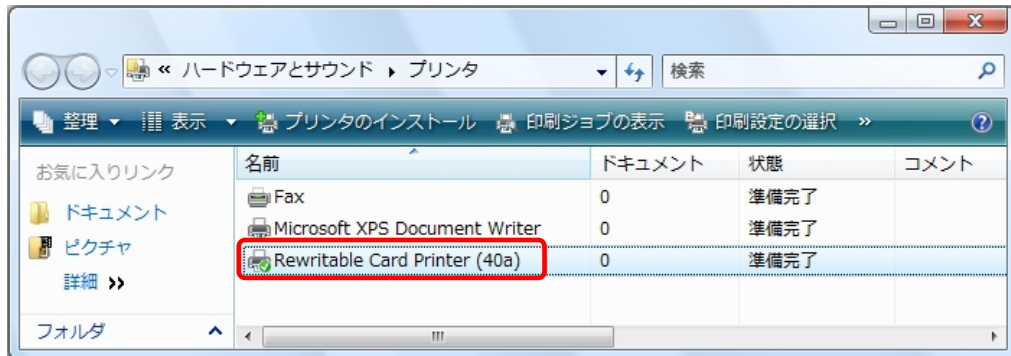 « ハードウェアとサウンド ▸ プリンタ
検索
整理 表示 プリンタのインストール 印刷ジョブの表示 印刷設定の選択 »
お気に入りリンク
ドキュメント
ピクチャ
詳細 »
フォルダ
名前 ドキュメント 状態 コメント
Fax 0 準備完了
Microsoft XPS Document Writer 0 準備完了
Rewritable Card Printer (40a) 0 準備完了